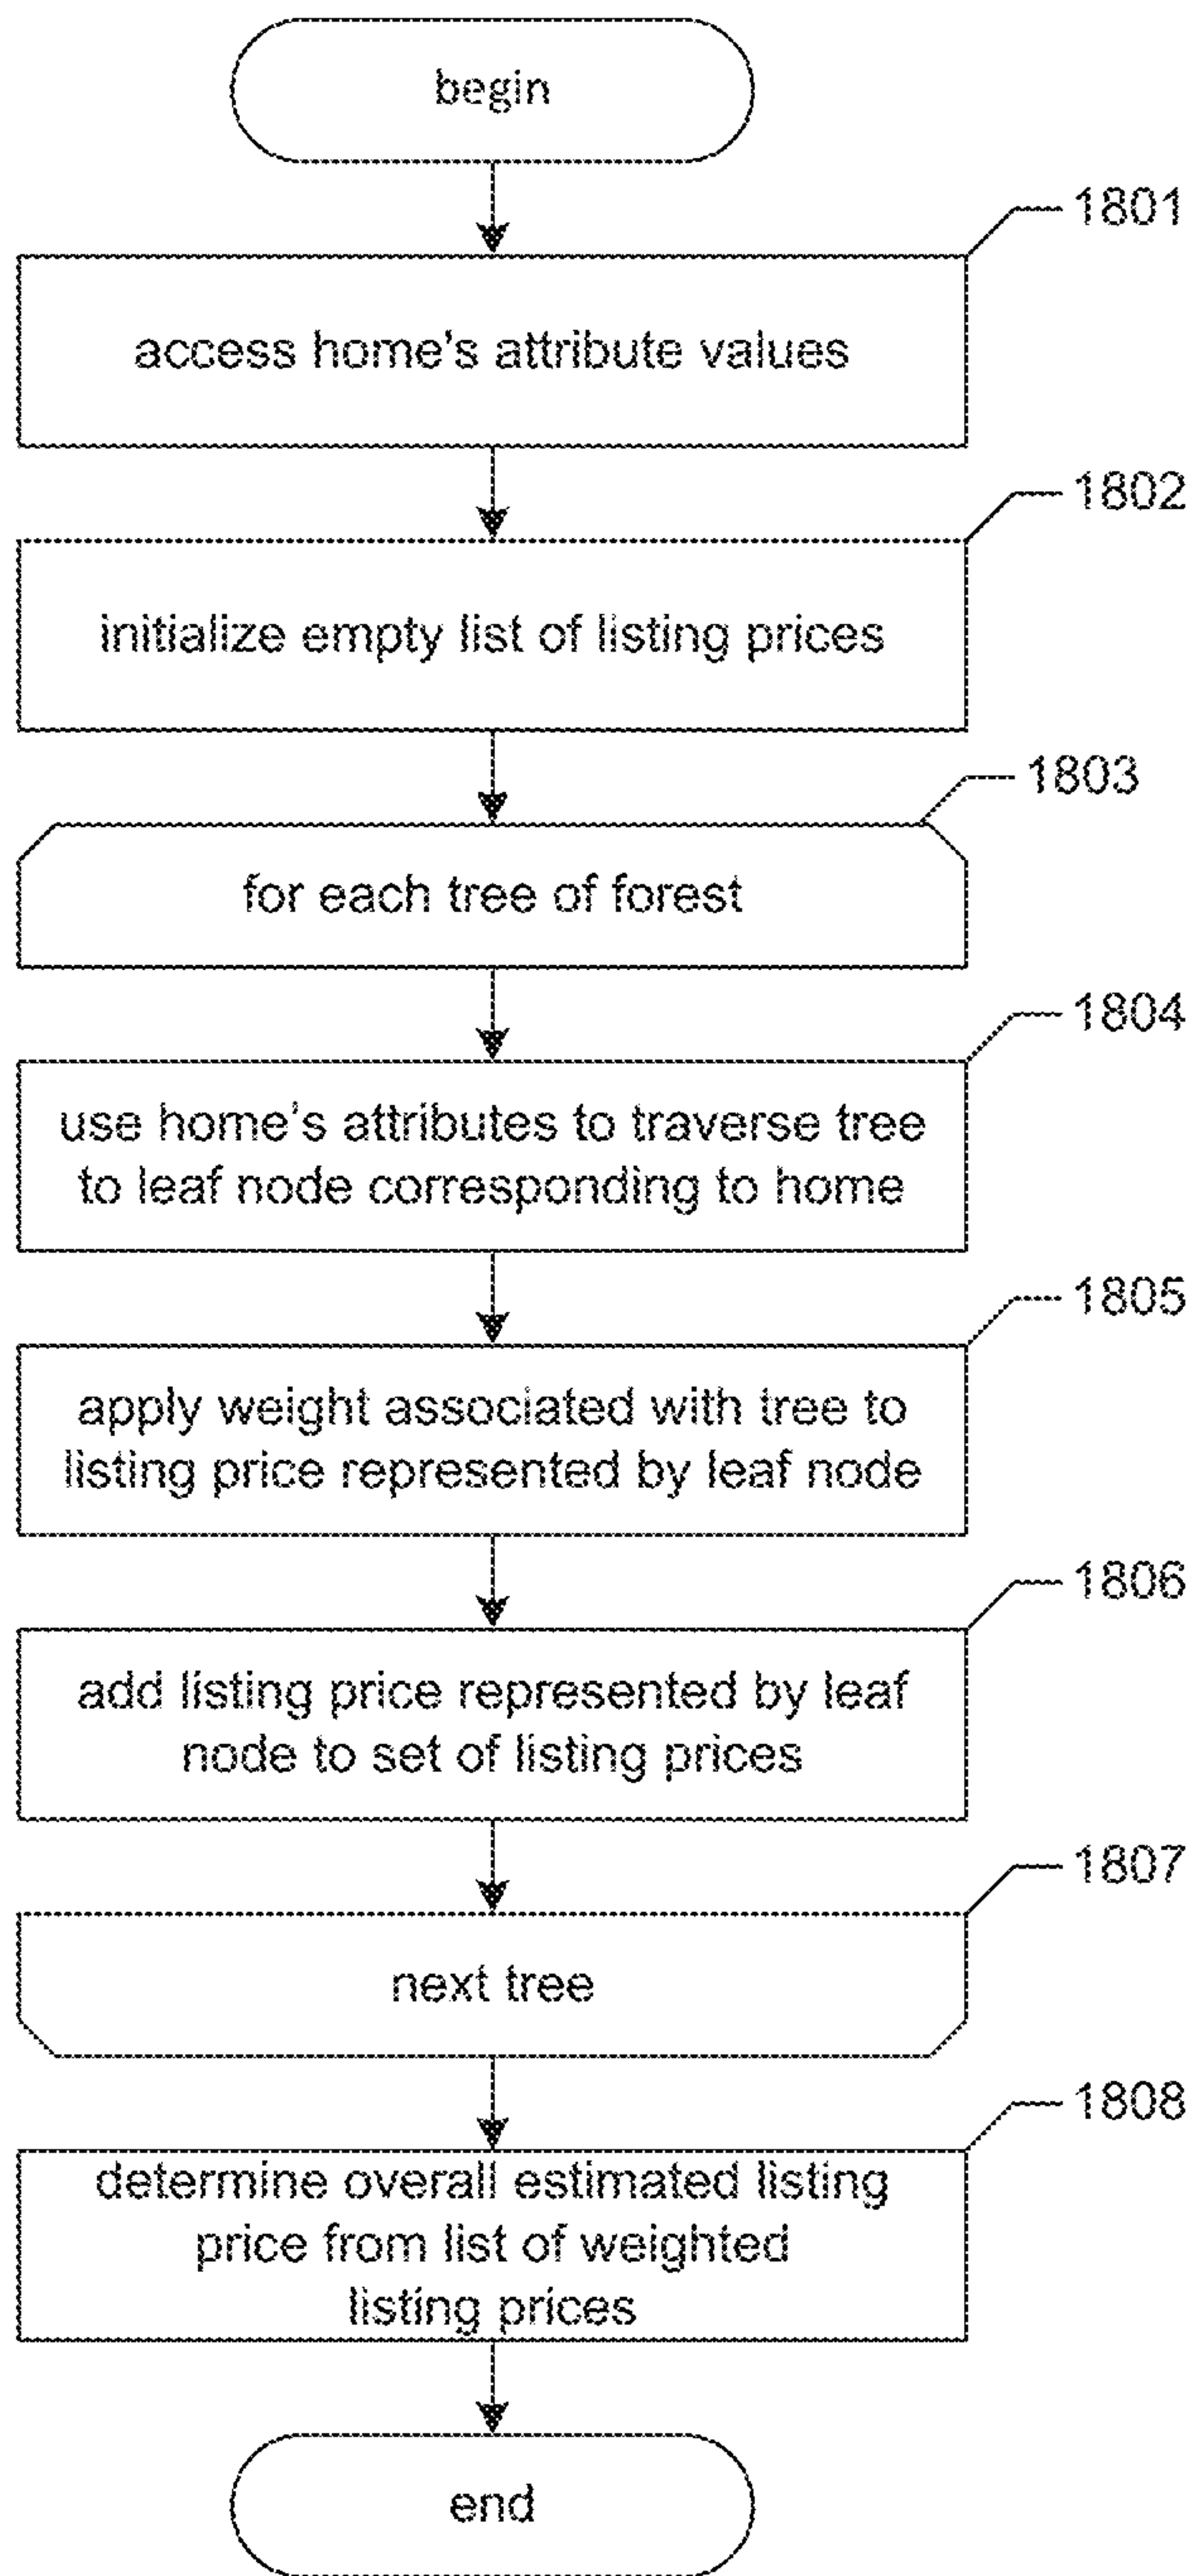 begin
1801
access home's attribute values
1802
initialize empty list of listing prices
1803
for each tree of forest
1804
use home's attributes to traverse tree
to leaf node corresponding to home
1805
apply weight associated with tree to
listing price represented by leaf node
1806
add listing price represented by leaf
node to set of listing prices
1807
next tree
1808
determine overall estimated listing
price from list of weighted
listing prices
end